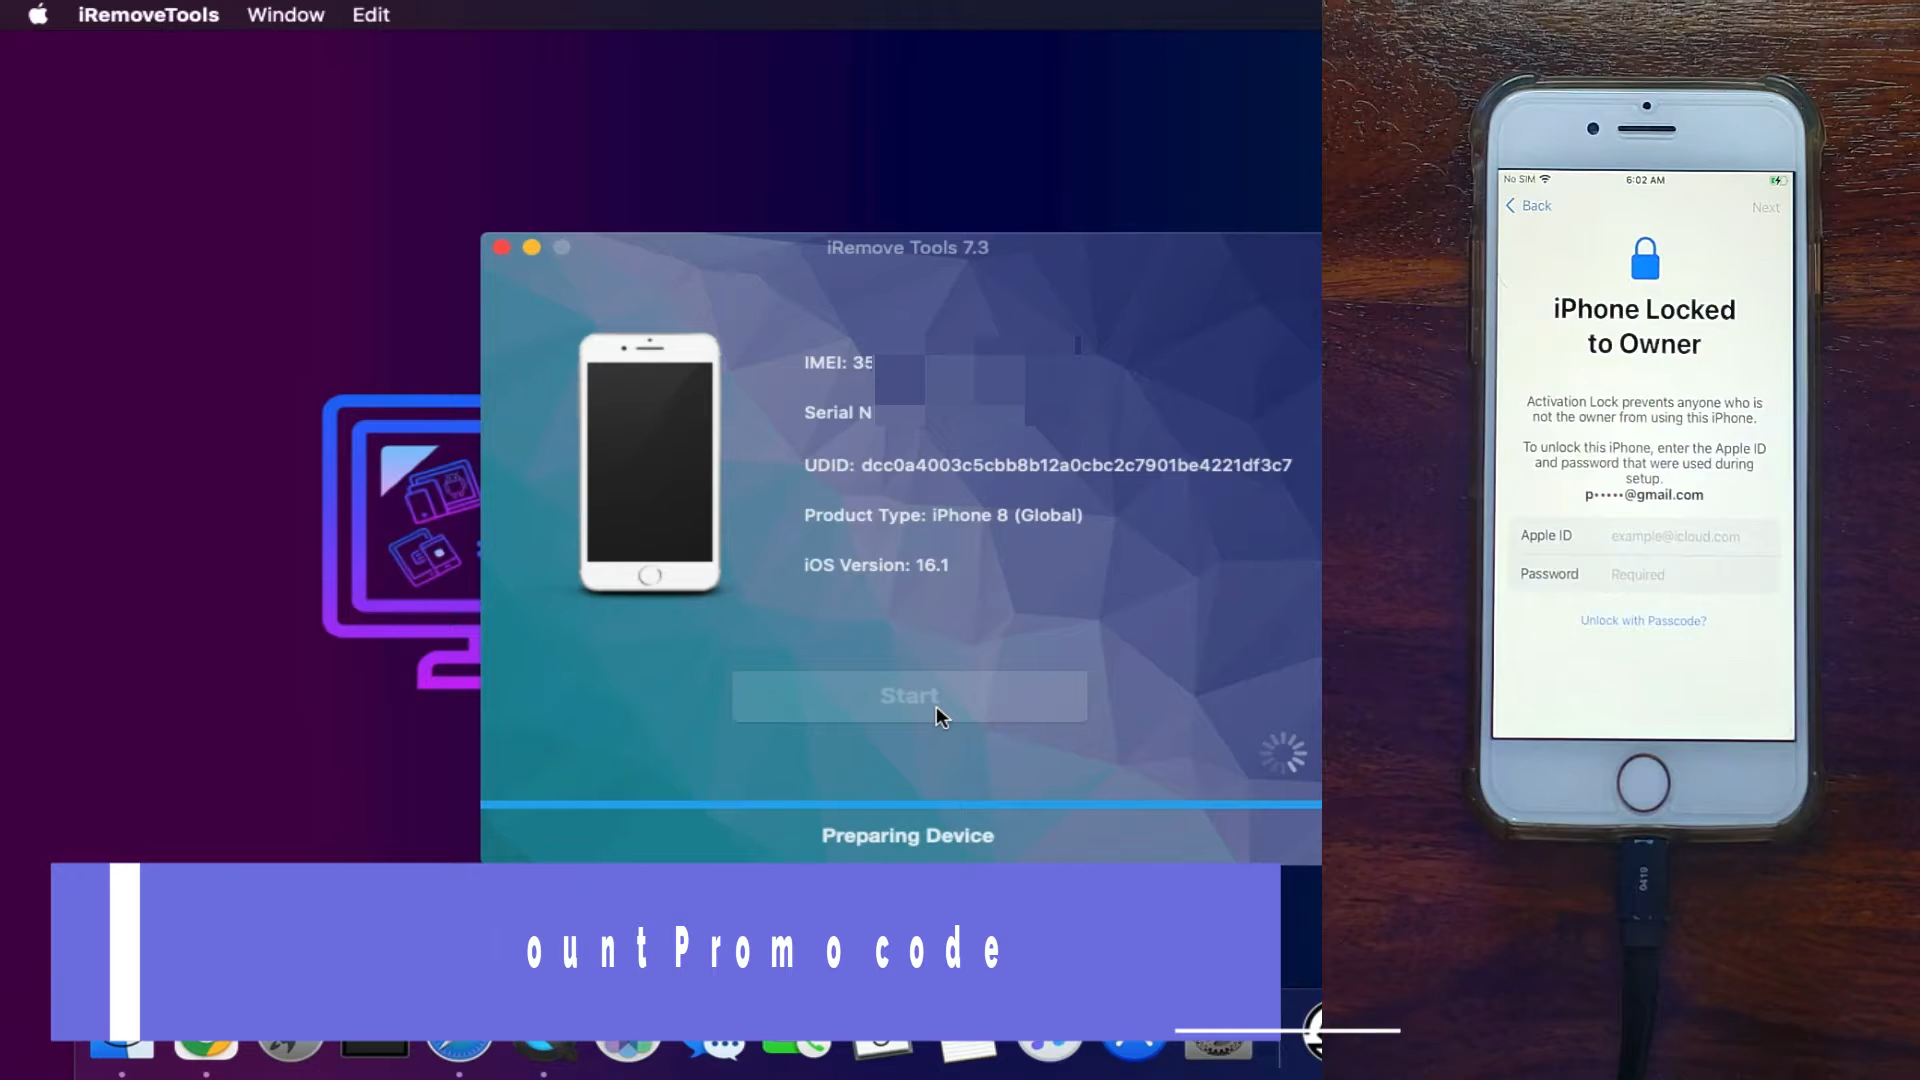 iRemoveTools Window Edit
iRemove Tools 7.3
IMEI: 35
Serial N
UDID: dcc0a4003c5cbb8b12a0cbc2c7901be4221df3c7
Product Type: iPhone 8 (Global)
iOS Version: 16.1
Start
Preparing Device
ount Promo code
No SIM 6:02 AM
Back Next
iPhone Locked
to Owner
Activation Lock prevents anyone who is
not the owner from using this iPhone.
To unlock this iPhone, enter the Apple ID
and password that were used during
setup.
p•••••@gmail.com
Apple ID example@icloud.com
Password Required
Unlock with Passcode?
0419